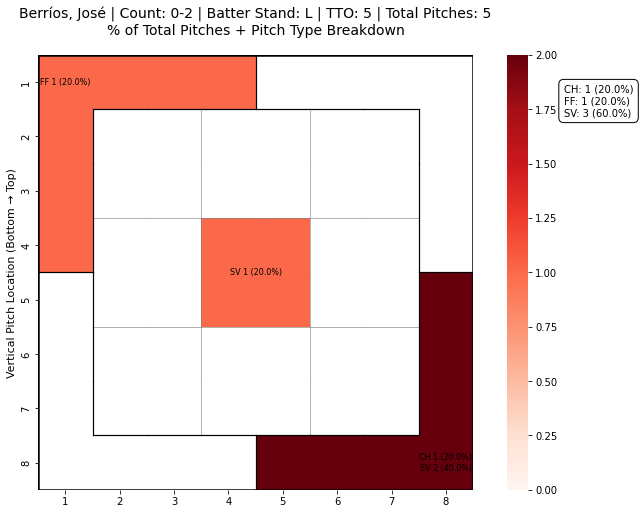 Berríos, José | Count: 0-2 | Batter Stand: L | TTO: 5 | Total Pitches: 5
% of Total Pitches + Pitch Type Breakdown
Vertical Pitch Location (Bottom → Top)
1
2
3
4
5
6
7
8
FF 1 (20.0%)
SV 1 (20.0%)
CH 1 (20.0%)
SV 2 (40.0%)
1 2 3 4 5 6 7 8
2.00
1.75
1.50
1.25
1.00
0.75
0.50
0.25
0.00
CH: 1 (20.0%)
FF: 1 (20.0%)
SV: 3 (60.0%)